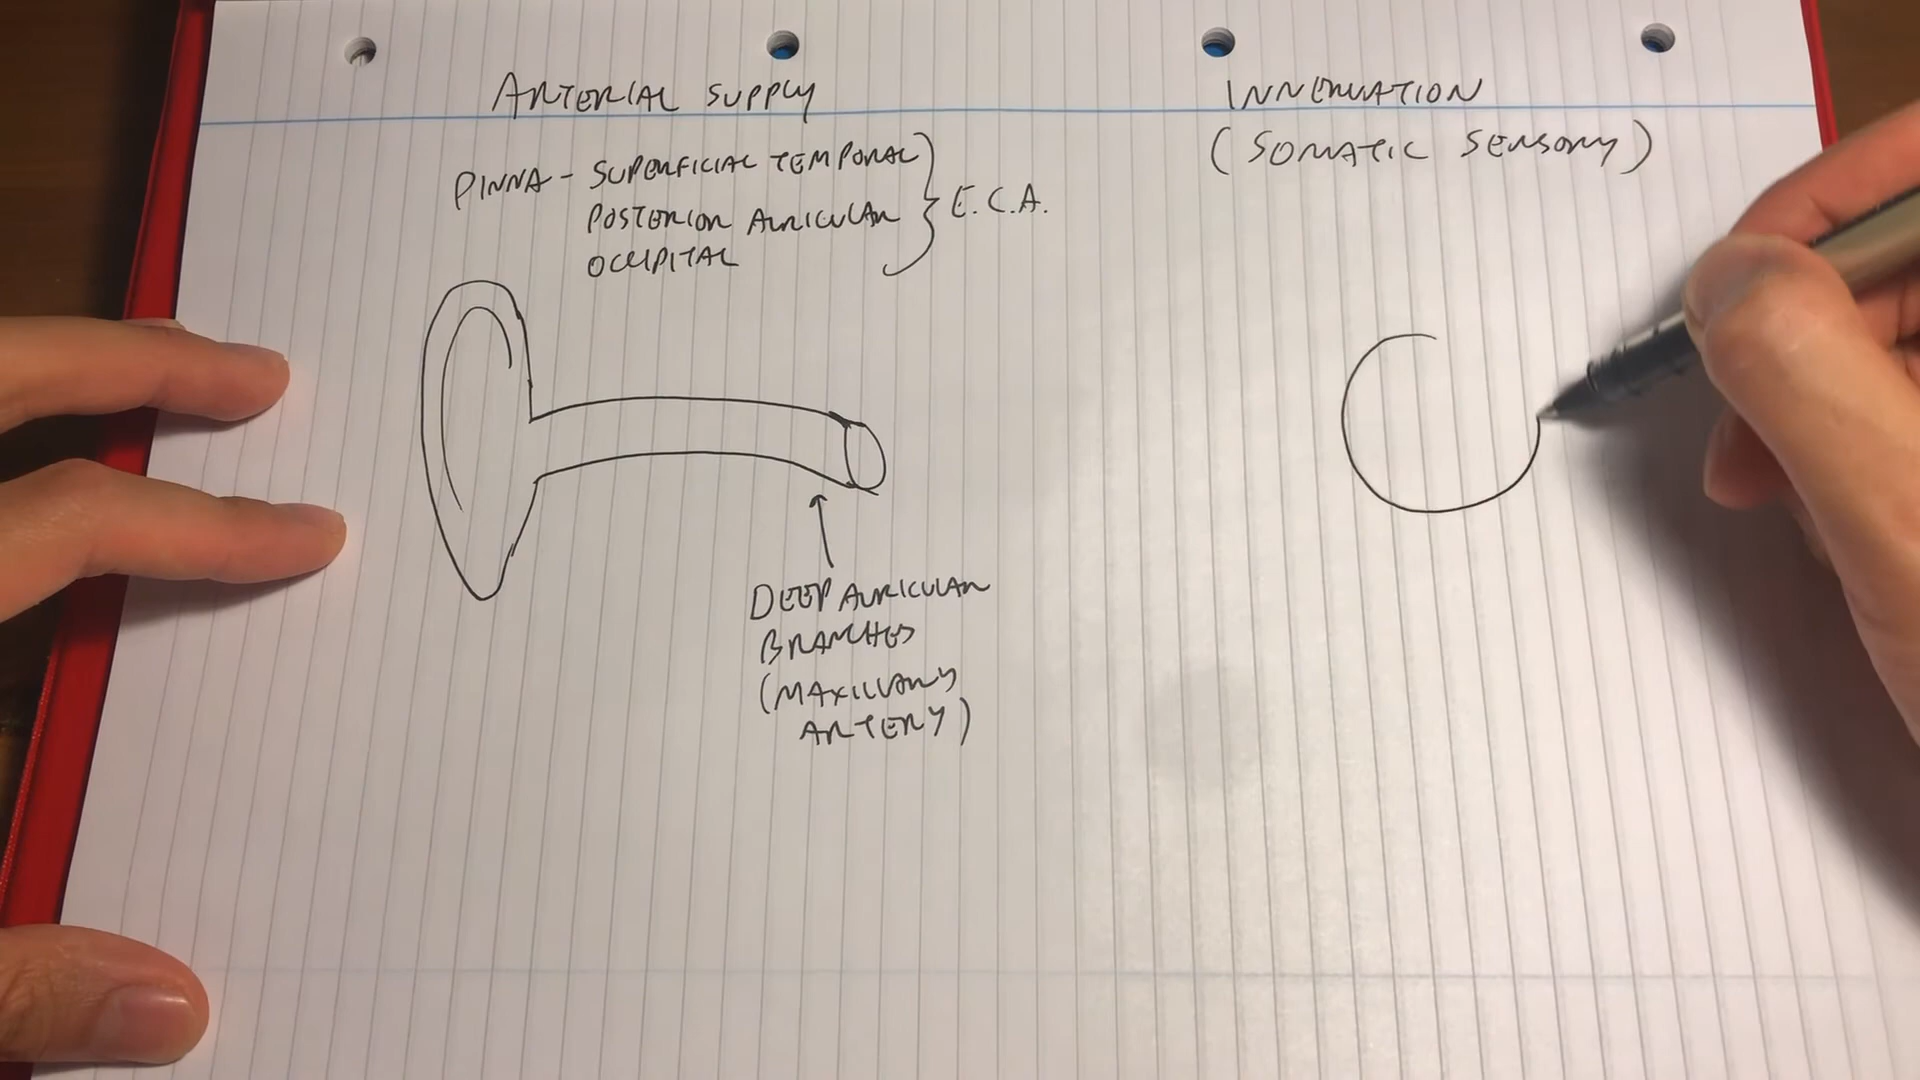 ARTERIAL SUPPLY
PINNA - SUPERFICIAL TEMPORAL
POSTERIOR AURICULAR
OCCIPITAL
E.C.A.
DEEP AURICULAR
BRANCHES
(MAXILLARY
ARTERY)
INNERVATION
(SOMATIC SENSORY)